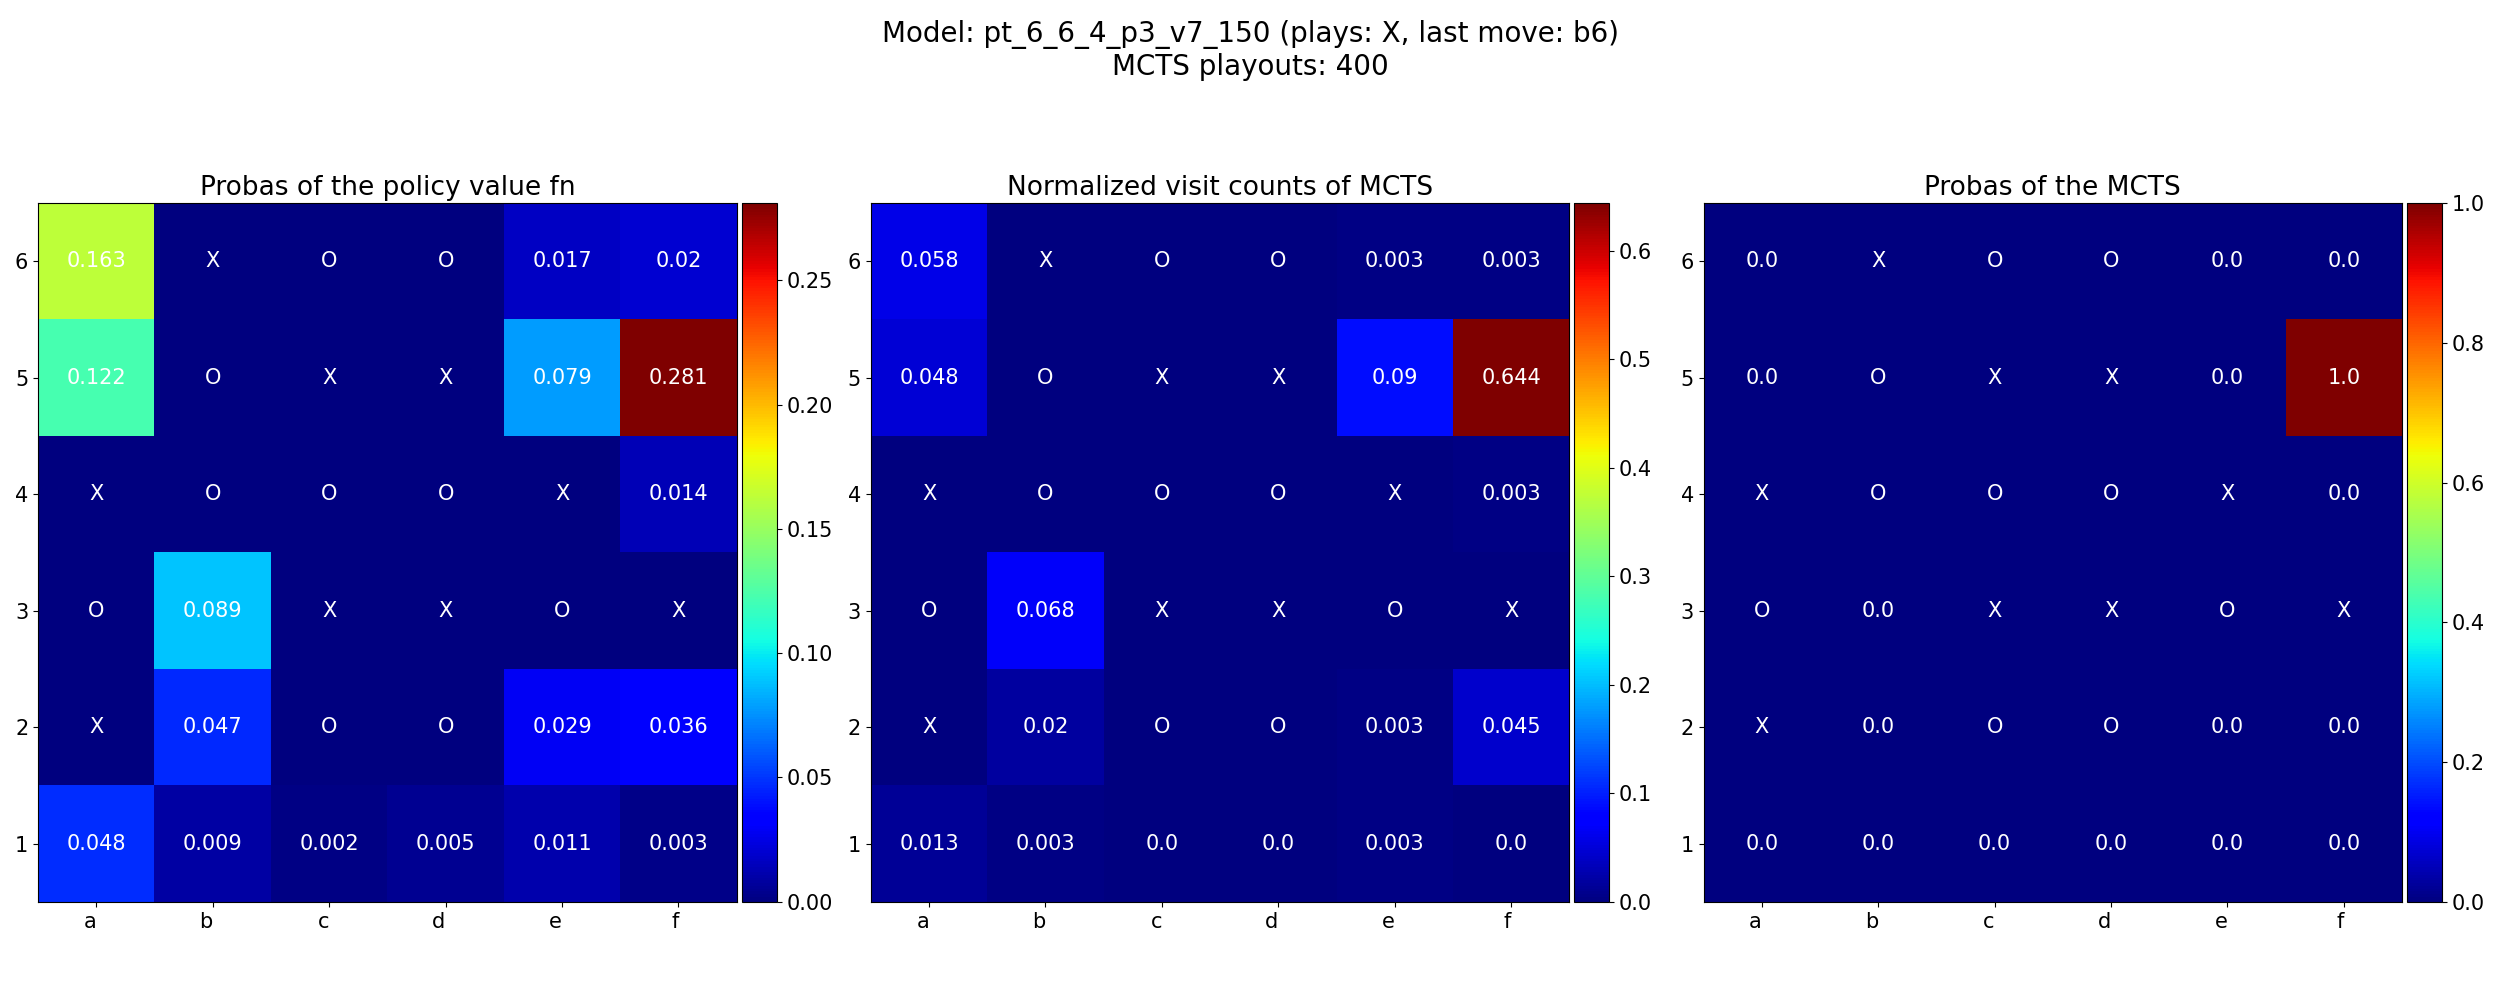 Model: pt_6_6_4_p3_v7_150 (plays: X, last move: b6)
MCTS playouts: 400
Probas of the policy value fn
6 0.163 X O O 0.017 0.02
5 0.122 O X X 0.079 0.281
4 X O O O X 0.014
3 O 0.089 X X O X
2 X 0.047 O O 0.029 0.036
1 0.048 0.009 0.002 0.005 0.011 0.003
a b c d e f
0.25
0.20
0.15
0.10
0.05
0.00
Normalized visit counts of MCTS
6 0.058 X O O 0.003 0.003
5 0.048 O X X 0.09 0.644
4 X O O O X 0.003
3 O 0.068 X X O X
2 X 0.02 O O 0.003 0.045
1 0.013 0.003 0.0 0.0 0.003 0.0
a b c d e f
0.6
0.5
0.4
0.3
0.2
0.1
0.0
Probas of the MCTS
6 0.0 X O O 0.0 0.0
5 0.0 O X X 0.0 1.0
4 X O O O X 0.0
3 O 0.0 X X O X
2 X 0.0 O O 0.0 0.0
1 0.0 0.0 0.0 0.0 0.0 0.0
a b c d e f
1.0
0.8
0.6
0.4
0.2
0.0